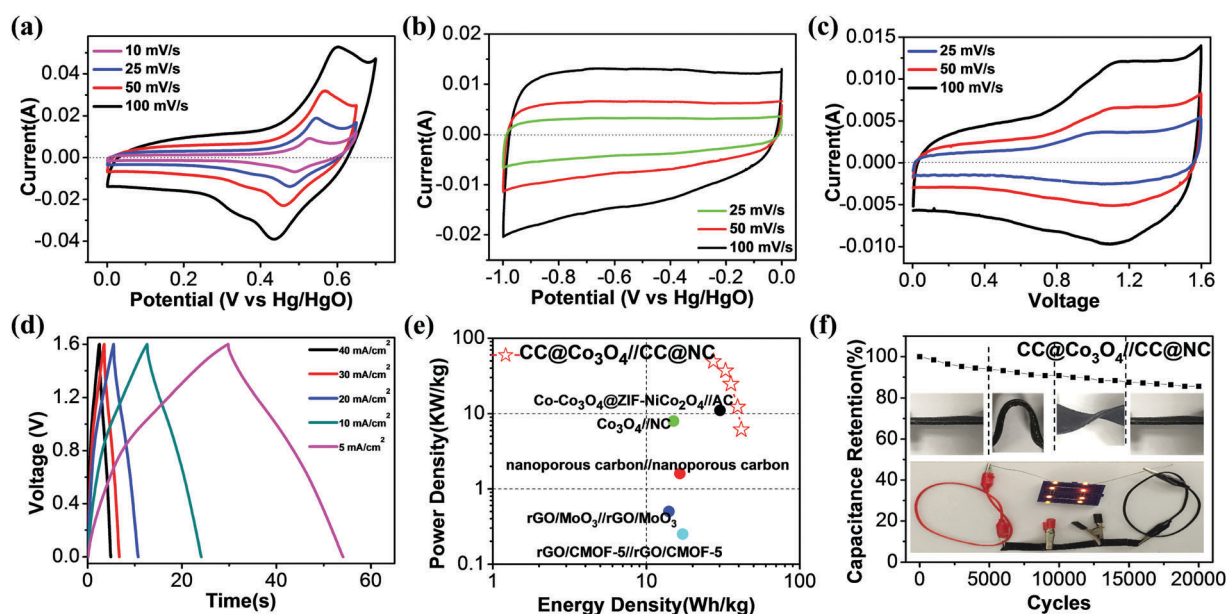 (a)
10 mV/s
25 mV/s
50 mV/s
100 mV/s
0.04
0.02
0.00
-0.02
-0.04
Current(A)
0.0
0.2
0.4
0.6
Potential (V vs Hg/HgO)
(b)
0.02
0.01
0.00
-0.01
-0.02
Current(A)
25 mV/s
50 mV/s
100 mV/s
-1.0
-0.8
-0.6
-0.4
-0.2
0.0
Potential (V vs Hg/HgO)
(c)
25 mV/s
50 mV/s
100 mV/s
0.015
0.010
0.005
0.000
-0.005
-0.010
Current(A)
0.0
0.4
0.8
1.2
1.6
Voltage
(d)
1.6
1.2
0.8
0.4
0.0
Voltage (V)
40 mA/cm²
30 mA/cm²
20 mA/cm²
10 mA/cm²
5 mA/cm²
0
20
40
60
Time(s)
(e)
100
10
1
0.1
Power Density(KW/kg)
CC@Co₃O₄//CC@NC
Co-Co₃O₄@ZIF-NiCo₂O₄//AC
Co₃O₄//NC
nanoporous carbon//nanoporous carbon
rGO/MoO₃//rGO/MoO₃
rGO/CMOF-5//rGO/CMOF-5
1
10
100
Energy Density(Wh/kg)
(f)
100
80
60
40
20
0
Capacitance Retention(%)
CC@Co₃O₄//CC@NC
0
5000
10000
15000
20000
Cycles